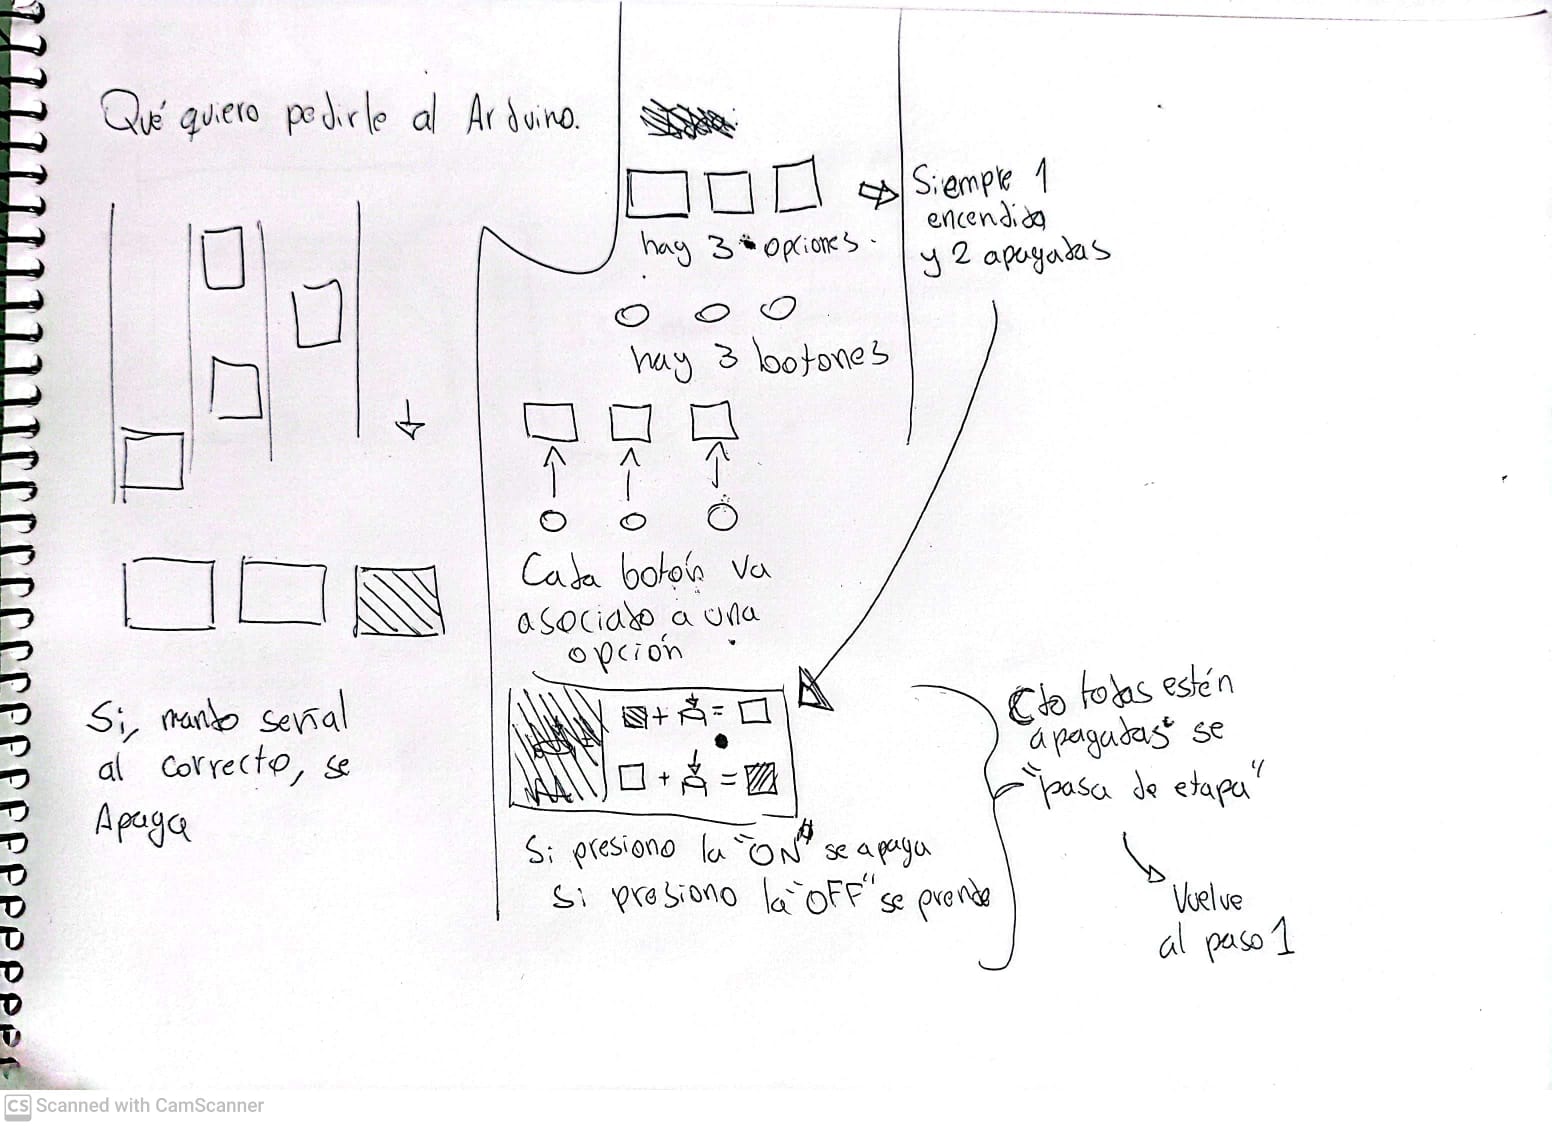 Qué quiero pedirle al Arduino.
Si, mando señal
al correcto, se
Apaga
hay 3 opciones.
hay 3 botones
Cada botón va
asociado a una
opción
+ =
+ =
Si presiono la "ON" se apaga
si presiono la "OFF" se prende
Siempre 1
encendida
y 2 apagadas
Cdo todas estén
apagadas se
"pasa de etapa"
Vuelve
al paso 1
CS Scanned with CamScanner